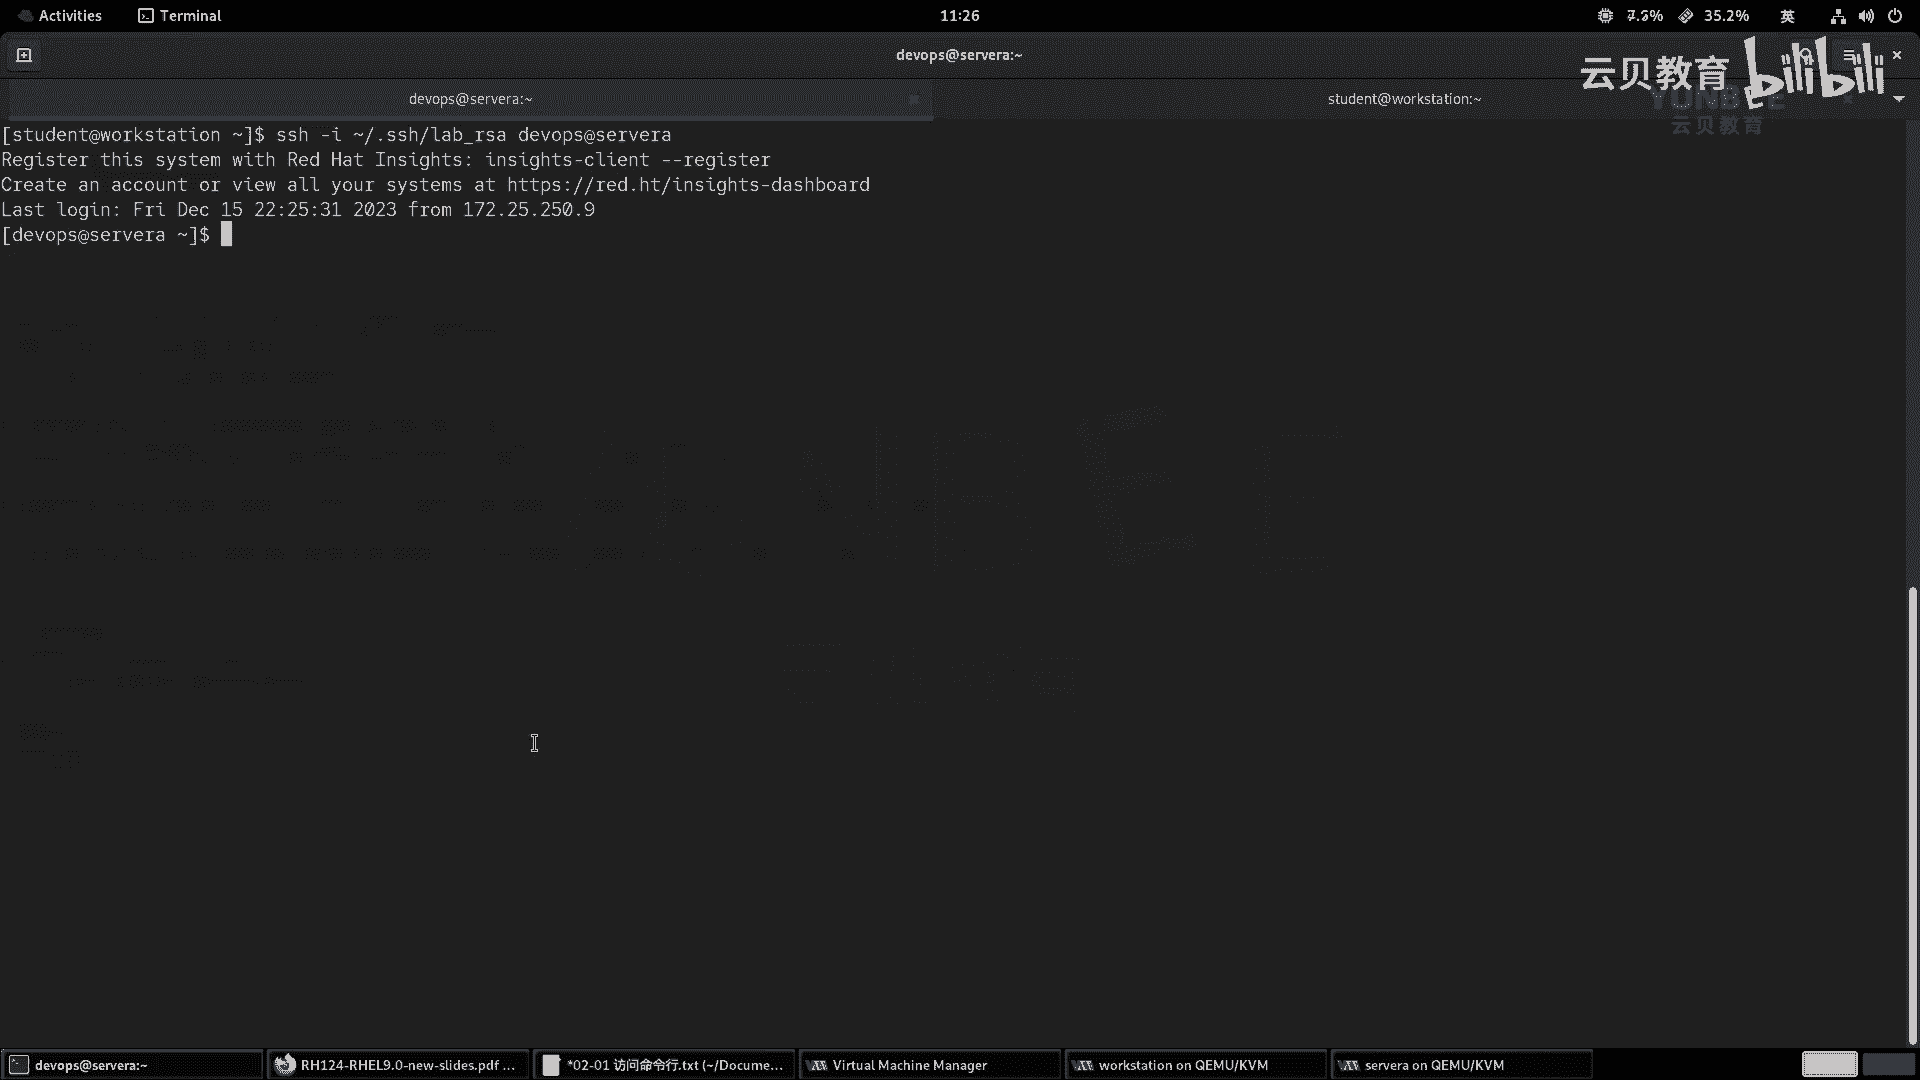 Activities
Terminal
11:26
7.6%
35.2%
英
devops@servera:~
云贝教育 bilibili
devops@servera:~
student@workstation:~
云贝教育
[student@workstation ~]$ ssh -i ~/.ssh/lab_rsa devops@servera
Register this system with Red Hat Insights: insights-client --register
Create an account or view all your systems at https://red.ht/insights-dashboard
Last login: Fri Dec 15 22:25:31 2023 from 172.25.250.9
[devops@servera ~]$
devops@servera:~
RH124-RHEL9.0-new-slides.pdf ...
*02-01 访问命令行.txt (~/Docume...
Virtual Machine Manager
workstation on QEMU/KVM
servera on QEMU/KVM